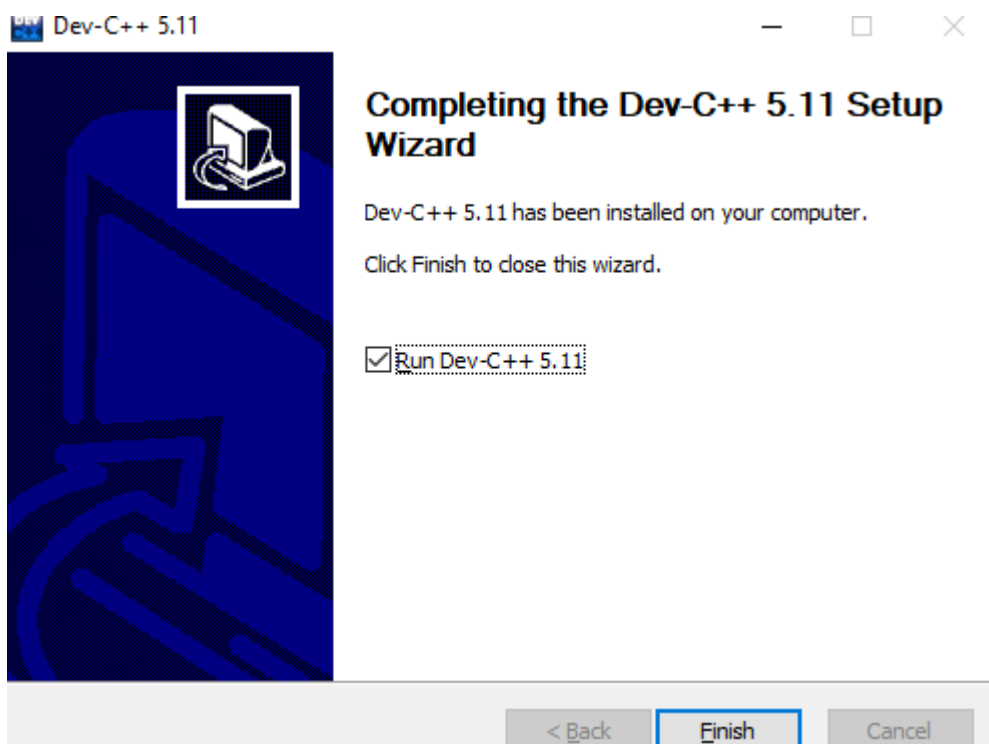 Dev-C++ 5.11
Completing the Dev-C++ 5.11 Setup
Wizard
Dev-C++ 5.11 has been installed on your computer.
Click Finish to close this wizard.
Run Dev-C++ 5.11
< Back
Finish
Cancel